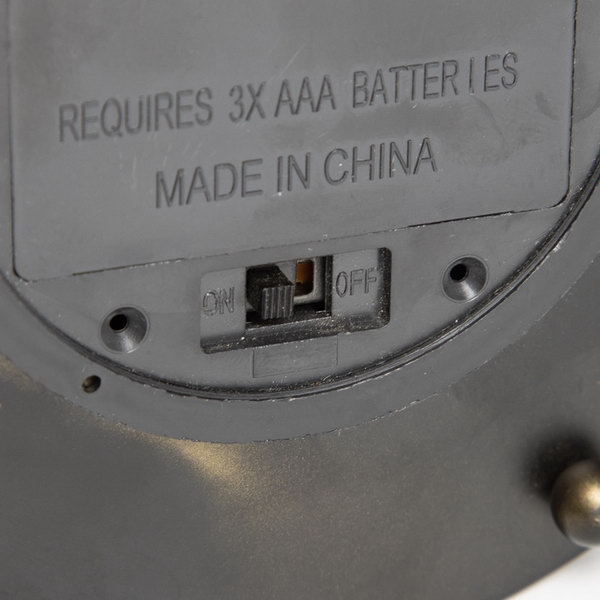 REQUIRES 3X AAA BATTERIES
MADE IN CHINA
ON OFF